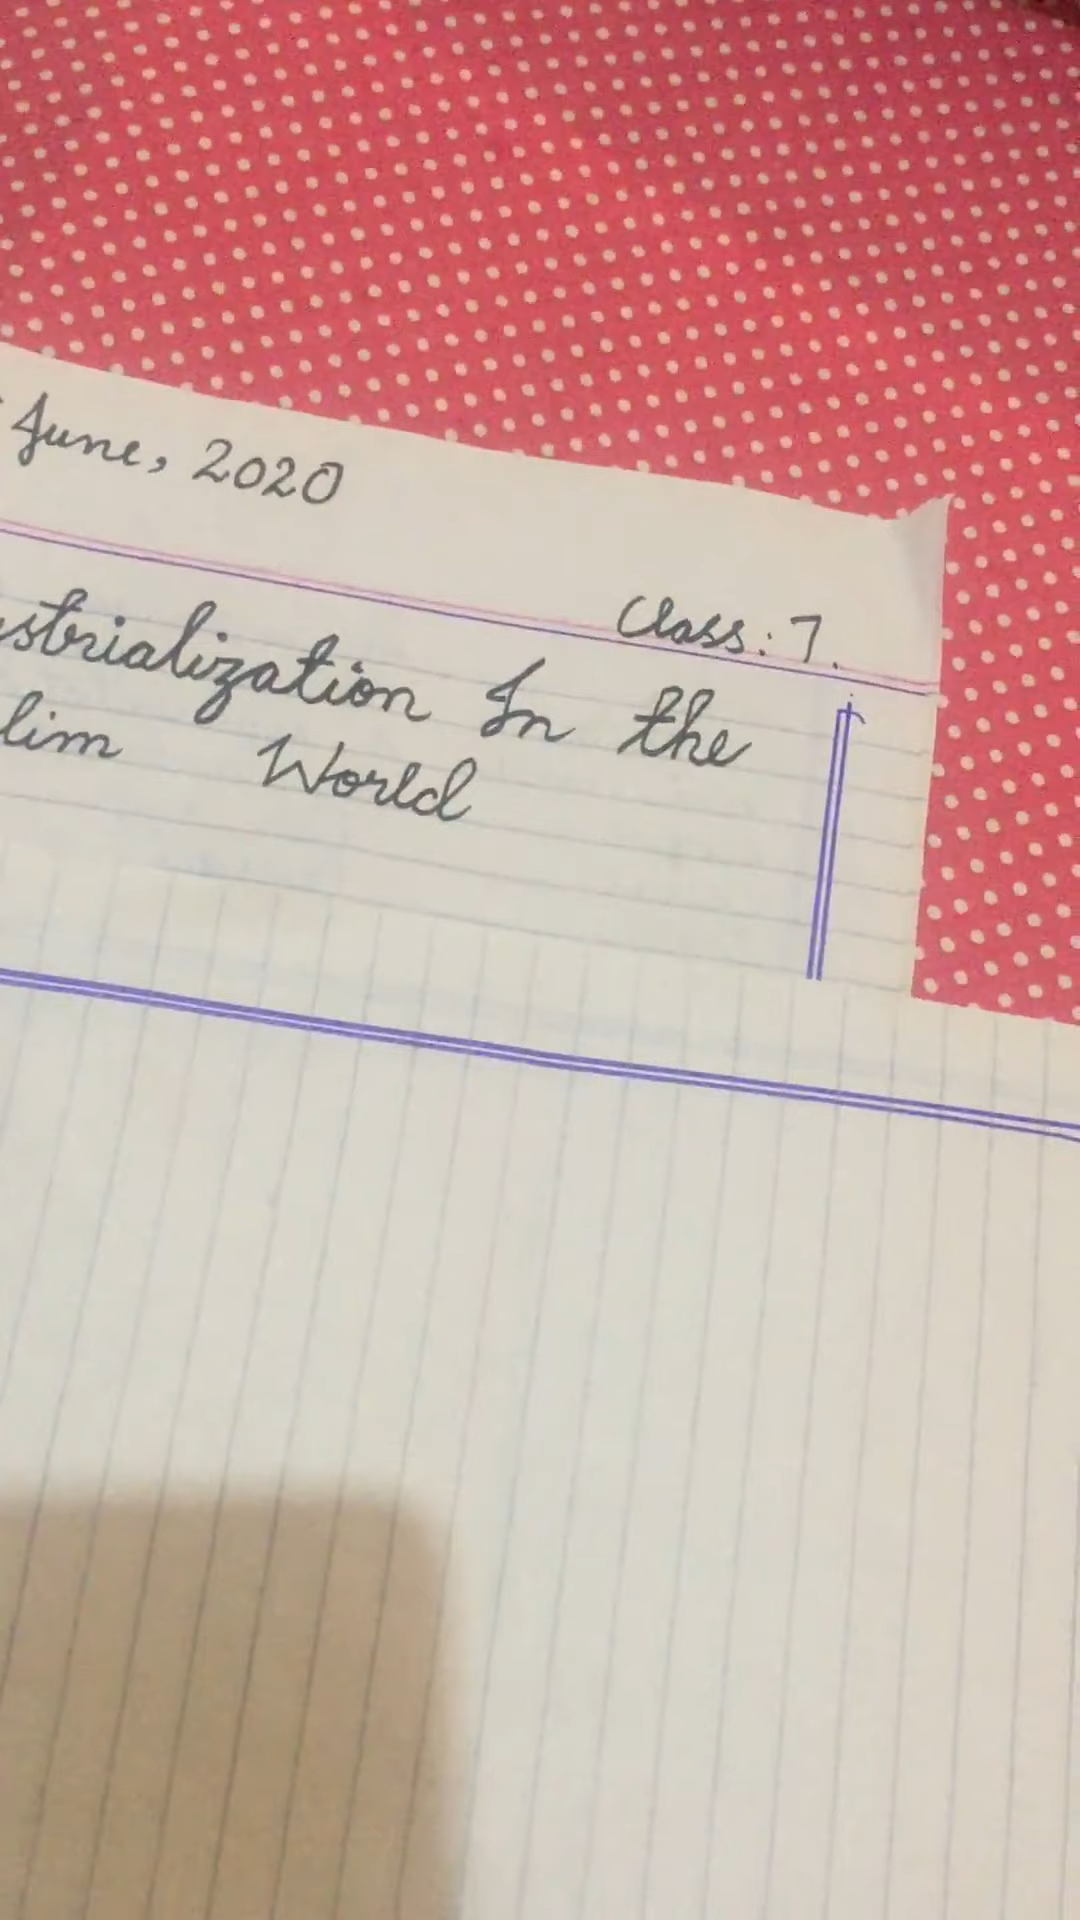 June, 2020
Class: 7.
strialization In the
lim World